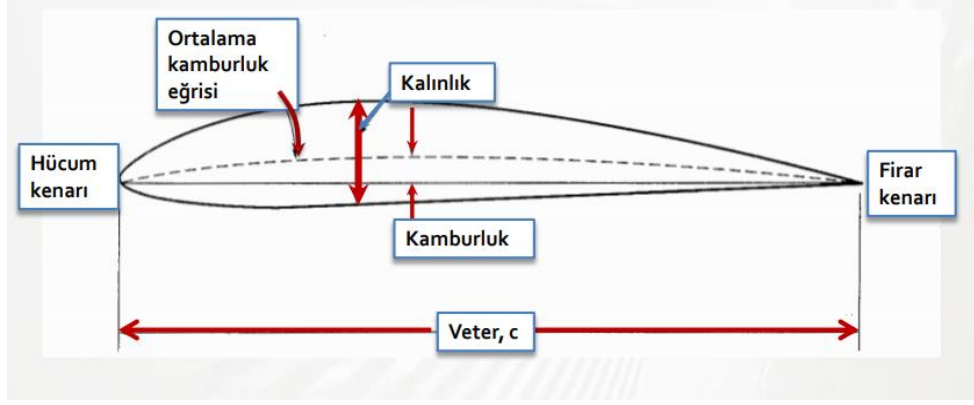 Ortalama
kamburluk
eğrisi
Kalınlık
Hücum
kenarı
Firar
kenarı
Kamburluk
Veter, c